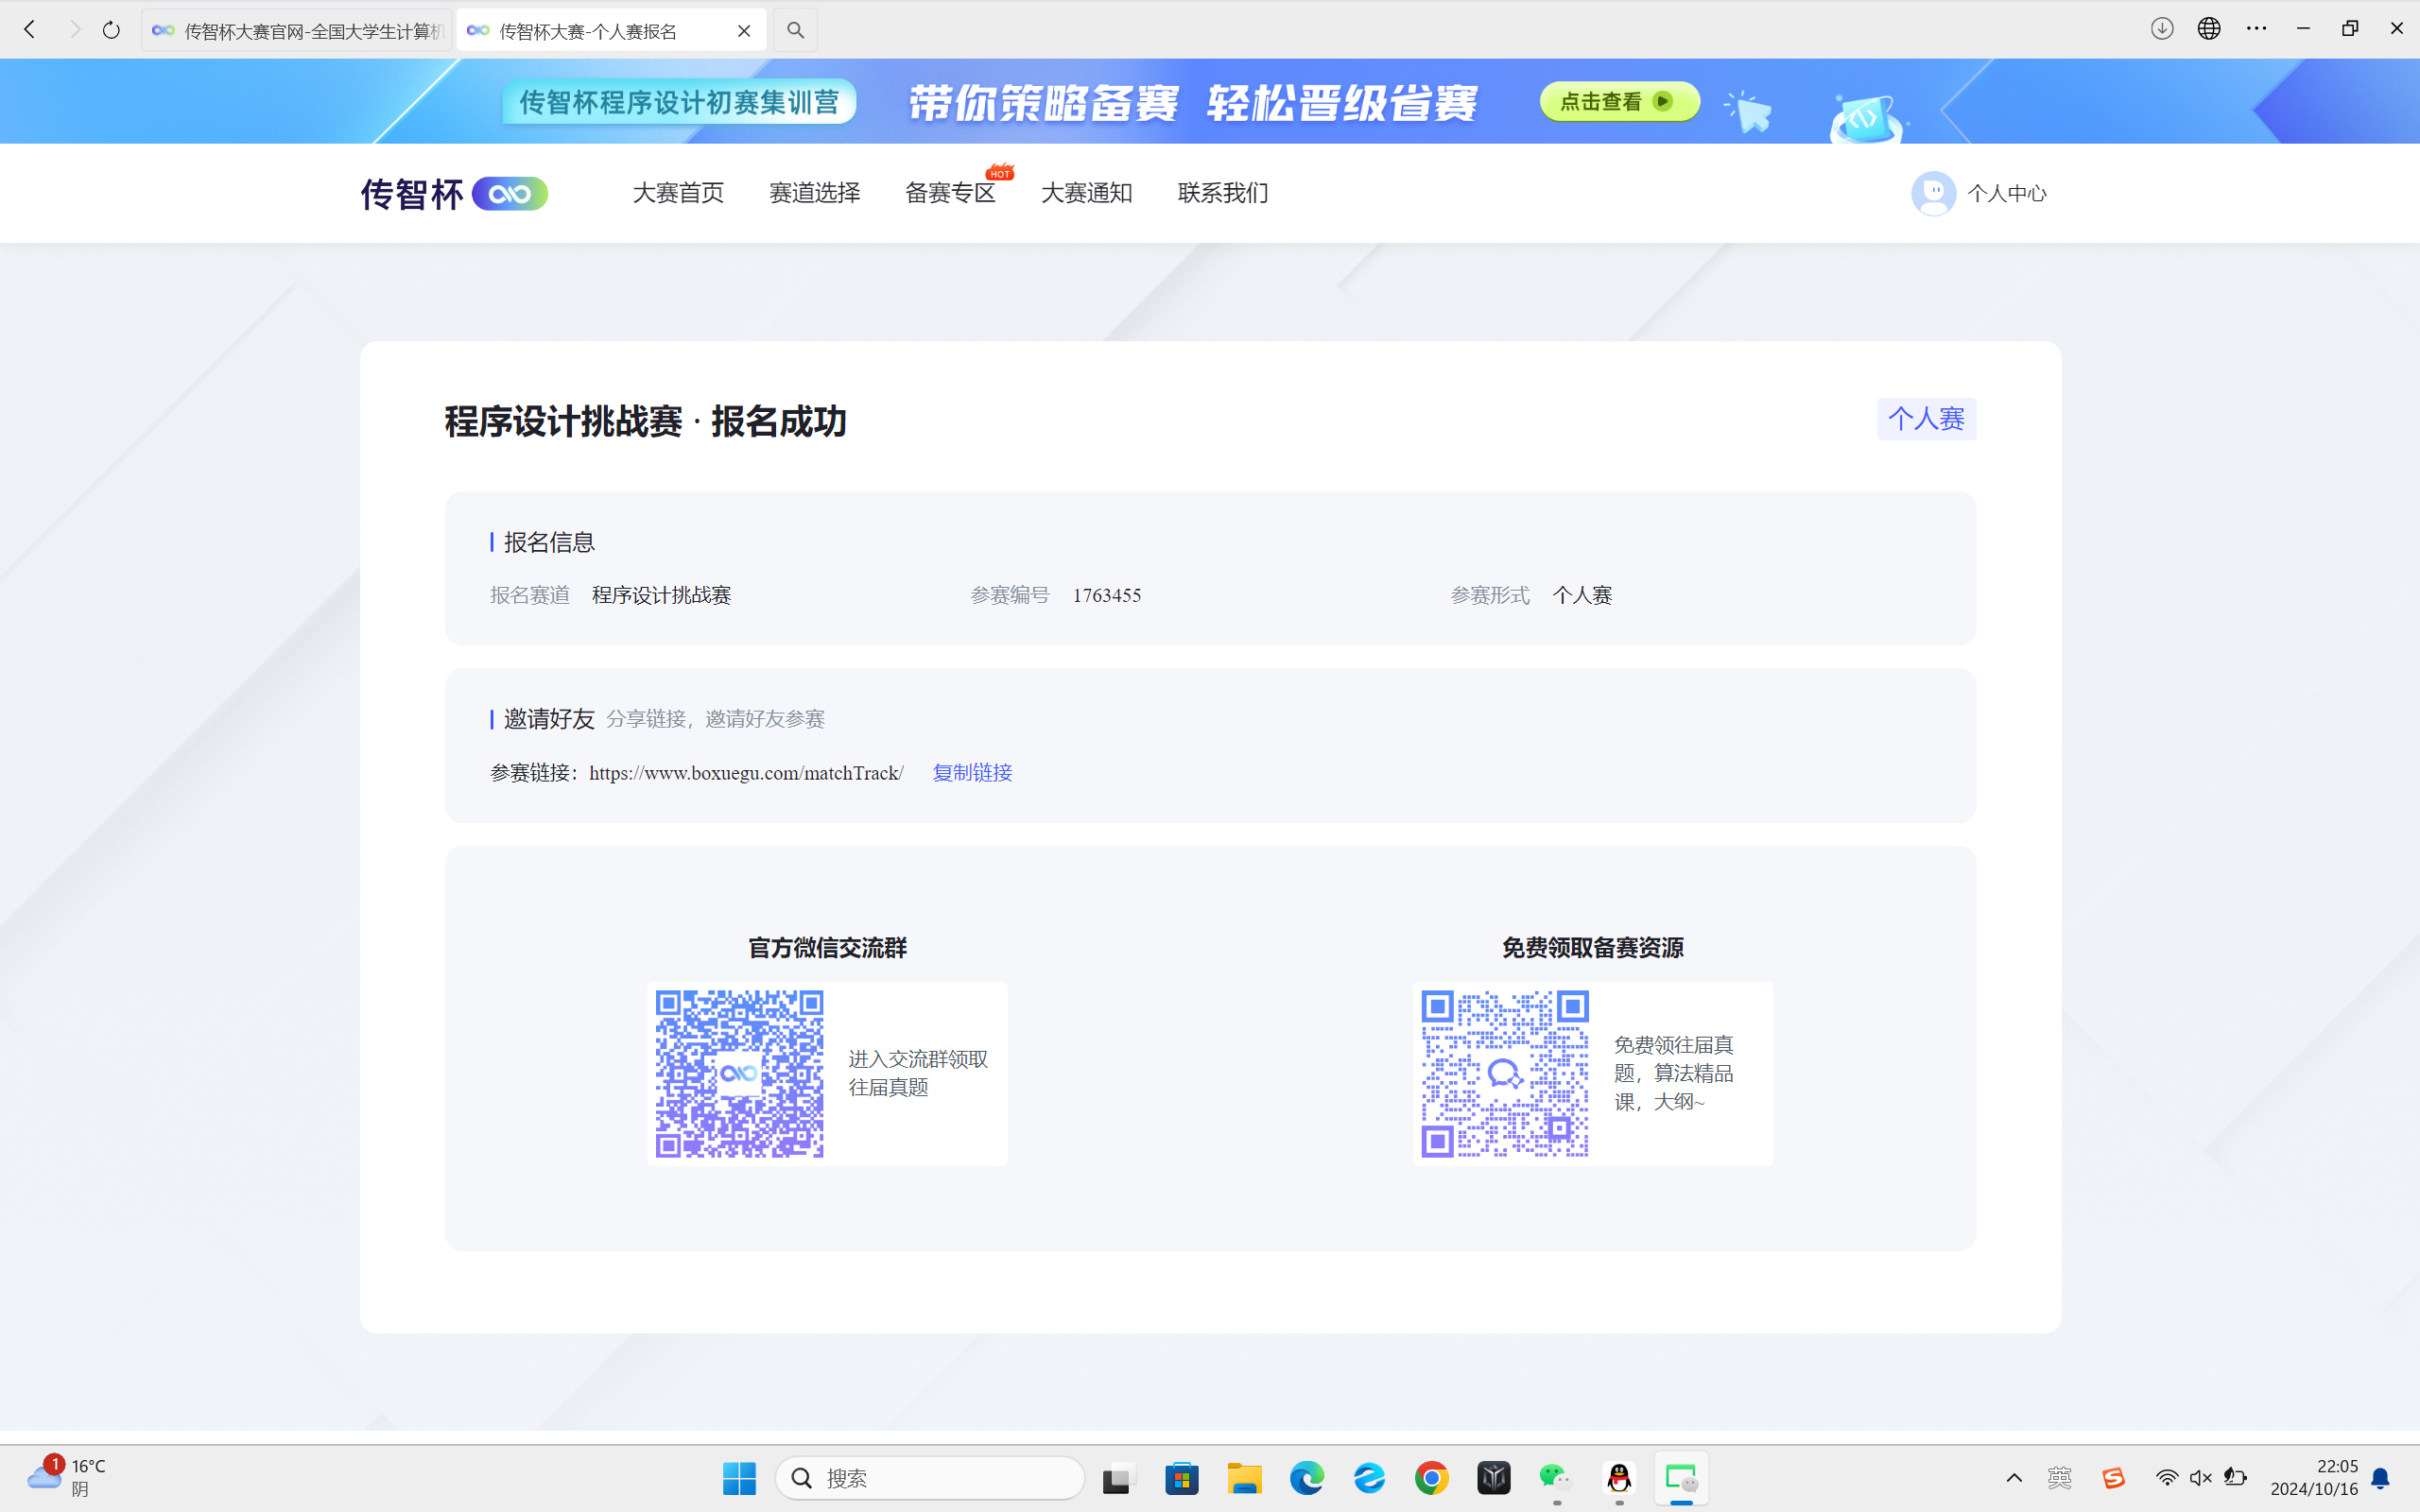 传智杯大赛官网-全国大学生计算机
传智杯大赛-个人赛报名
传智杯程序设计初赛集训营
带你策略备赛 轻松晋级省赛
点击查看
传智杯
大赛首页
赛道选择
备赛专区
HOT
大赛通知
联系我们
个人中心
程序设计挑战赛 · 报名成功
个人赛
报名信息
报名赛道 程序设计挑战赛
参赛编号 1763455
参赛形式 个人赛
邀请好友 分享链接，邀请好友参赛
参赛链接：https://www.boxuegu.com/matchTrack/ 复制链接
官方微信交流群
进入交流群领取
往届真题
免费领取备赛资源
免费领往届真
题，算法精品
课，大纲~
1
16°C
阴
搜索
英
22:05
2024/10/16